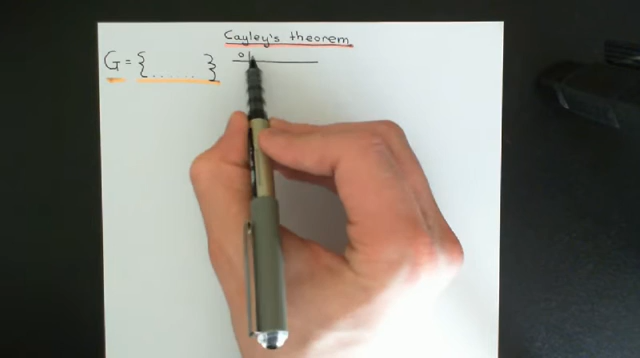 Cayley's theorem
G = {......}